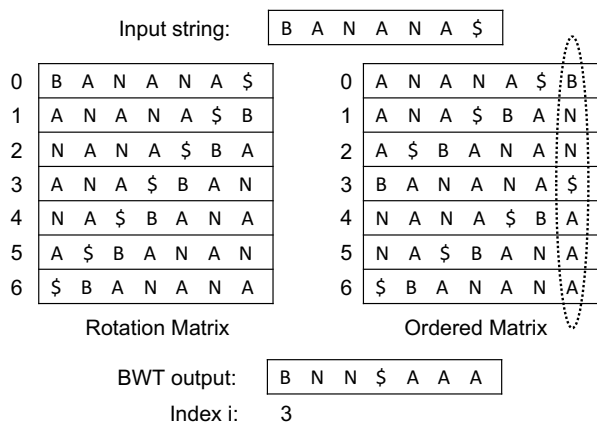 Input string: B A N A N A $
0 B A N A N A $
1 A N A N A $ B
2 N A N A $ B A
3 A N A $ B A N
4 N A $ B A N A
5 A $ B A N A N
6 $ B A N A N A
Rotation Matrix
0 A N A N A $ B
1 A N A $ B A N
2 A $ B A N A N
3 B A N A N A $
4 N A N A $ B A
5 N A $ B A N A
6 $ B A N A N A
Ordered Matrix
BWT output: B N N $ A A A
Index i: 3